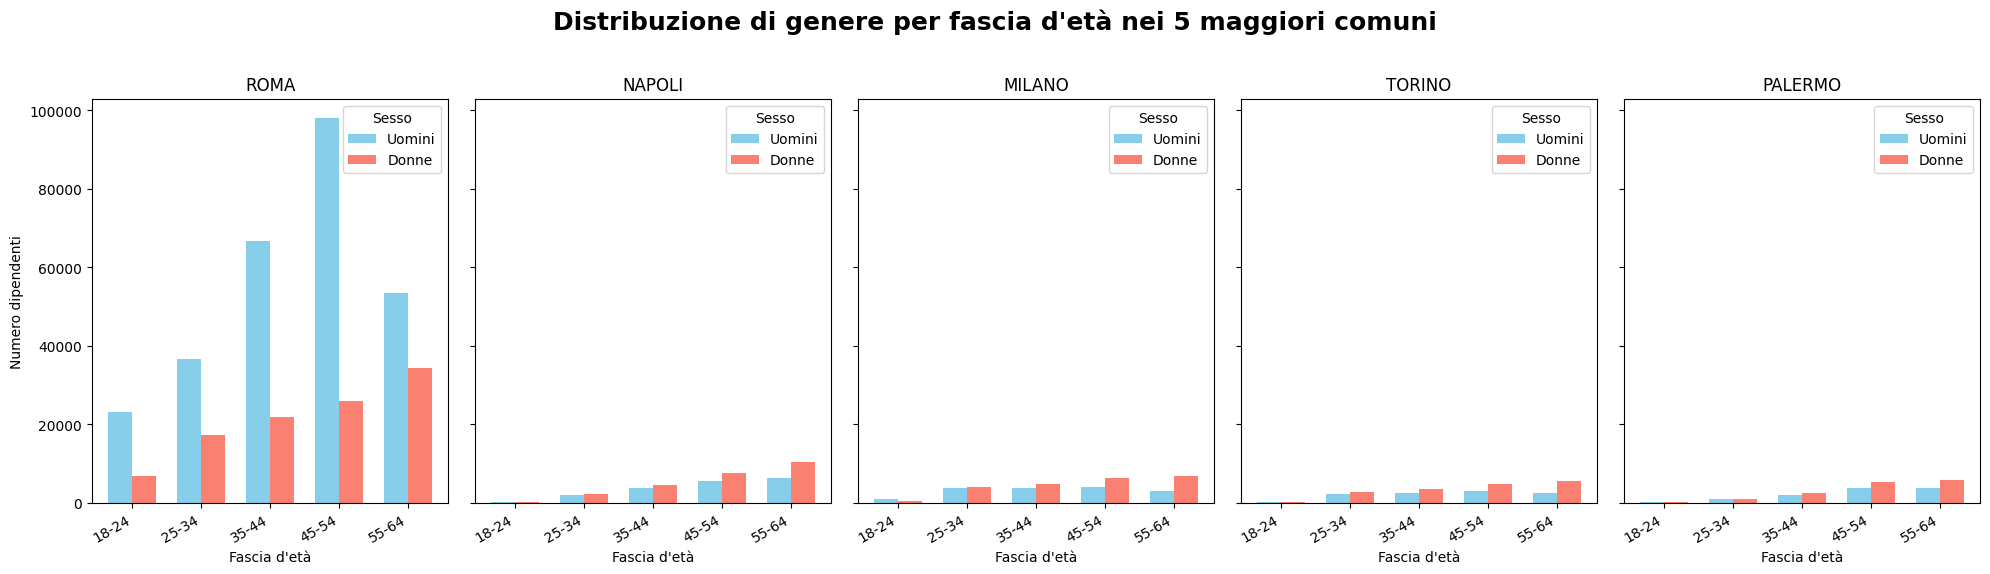 Distribuzione di genere per fascia d'età nei 5 maggiori comuni
ROMA
Numero dipendenti
100000
80000
60000
40000
20000
0
Sesso
Uomini
Donne
18-24
25-34
35-44
45-54
55-64
Fascia d'età
NAPOLI
Sesso
Uomini
Donne
18-24
25-34
35-44
45-54
55-64
Fascia d'età
MILANO
Sesso
Uomini
Donne
18-24
25-34
35-44
45-54
55-64
Fascia d'età
TORINO
Sesso
Uomini
Donne
18-24
25-34
35-44
45-54
55-64
Fascia d'età
PALERMO
Sesso
Uomini
Donne
18-24
25-34
35-44
45-54
55-64
Fascia d'età